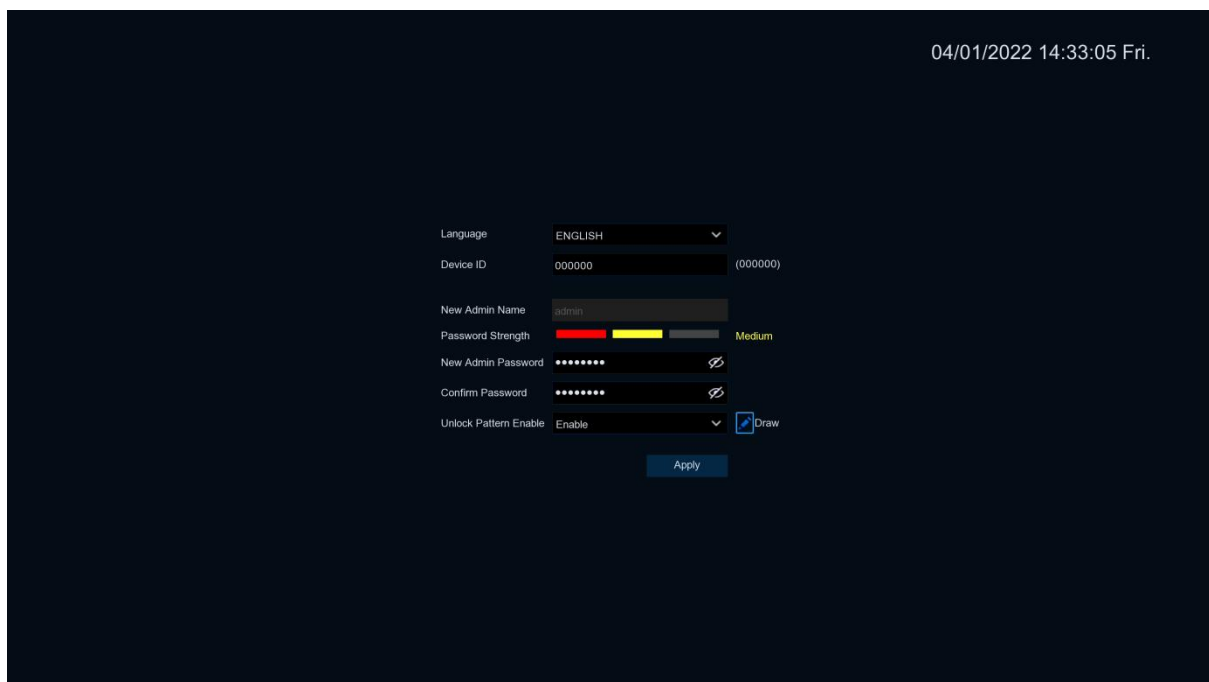 04/01/2022 14:33:05 Fri.
Language ENGLISH
Device ID 000000 (000000)
New Admin Name admin
Password Strength Medium
New Admin Password ••••••••
Confirm Password ••••••••
Unlock Pattern Enable Enable Draw
Apply